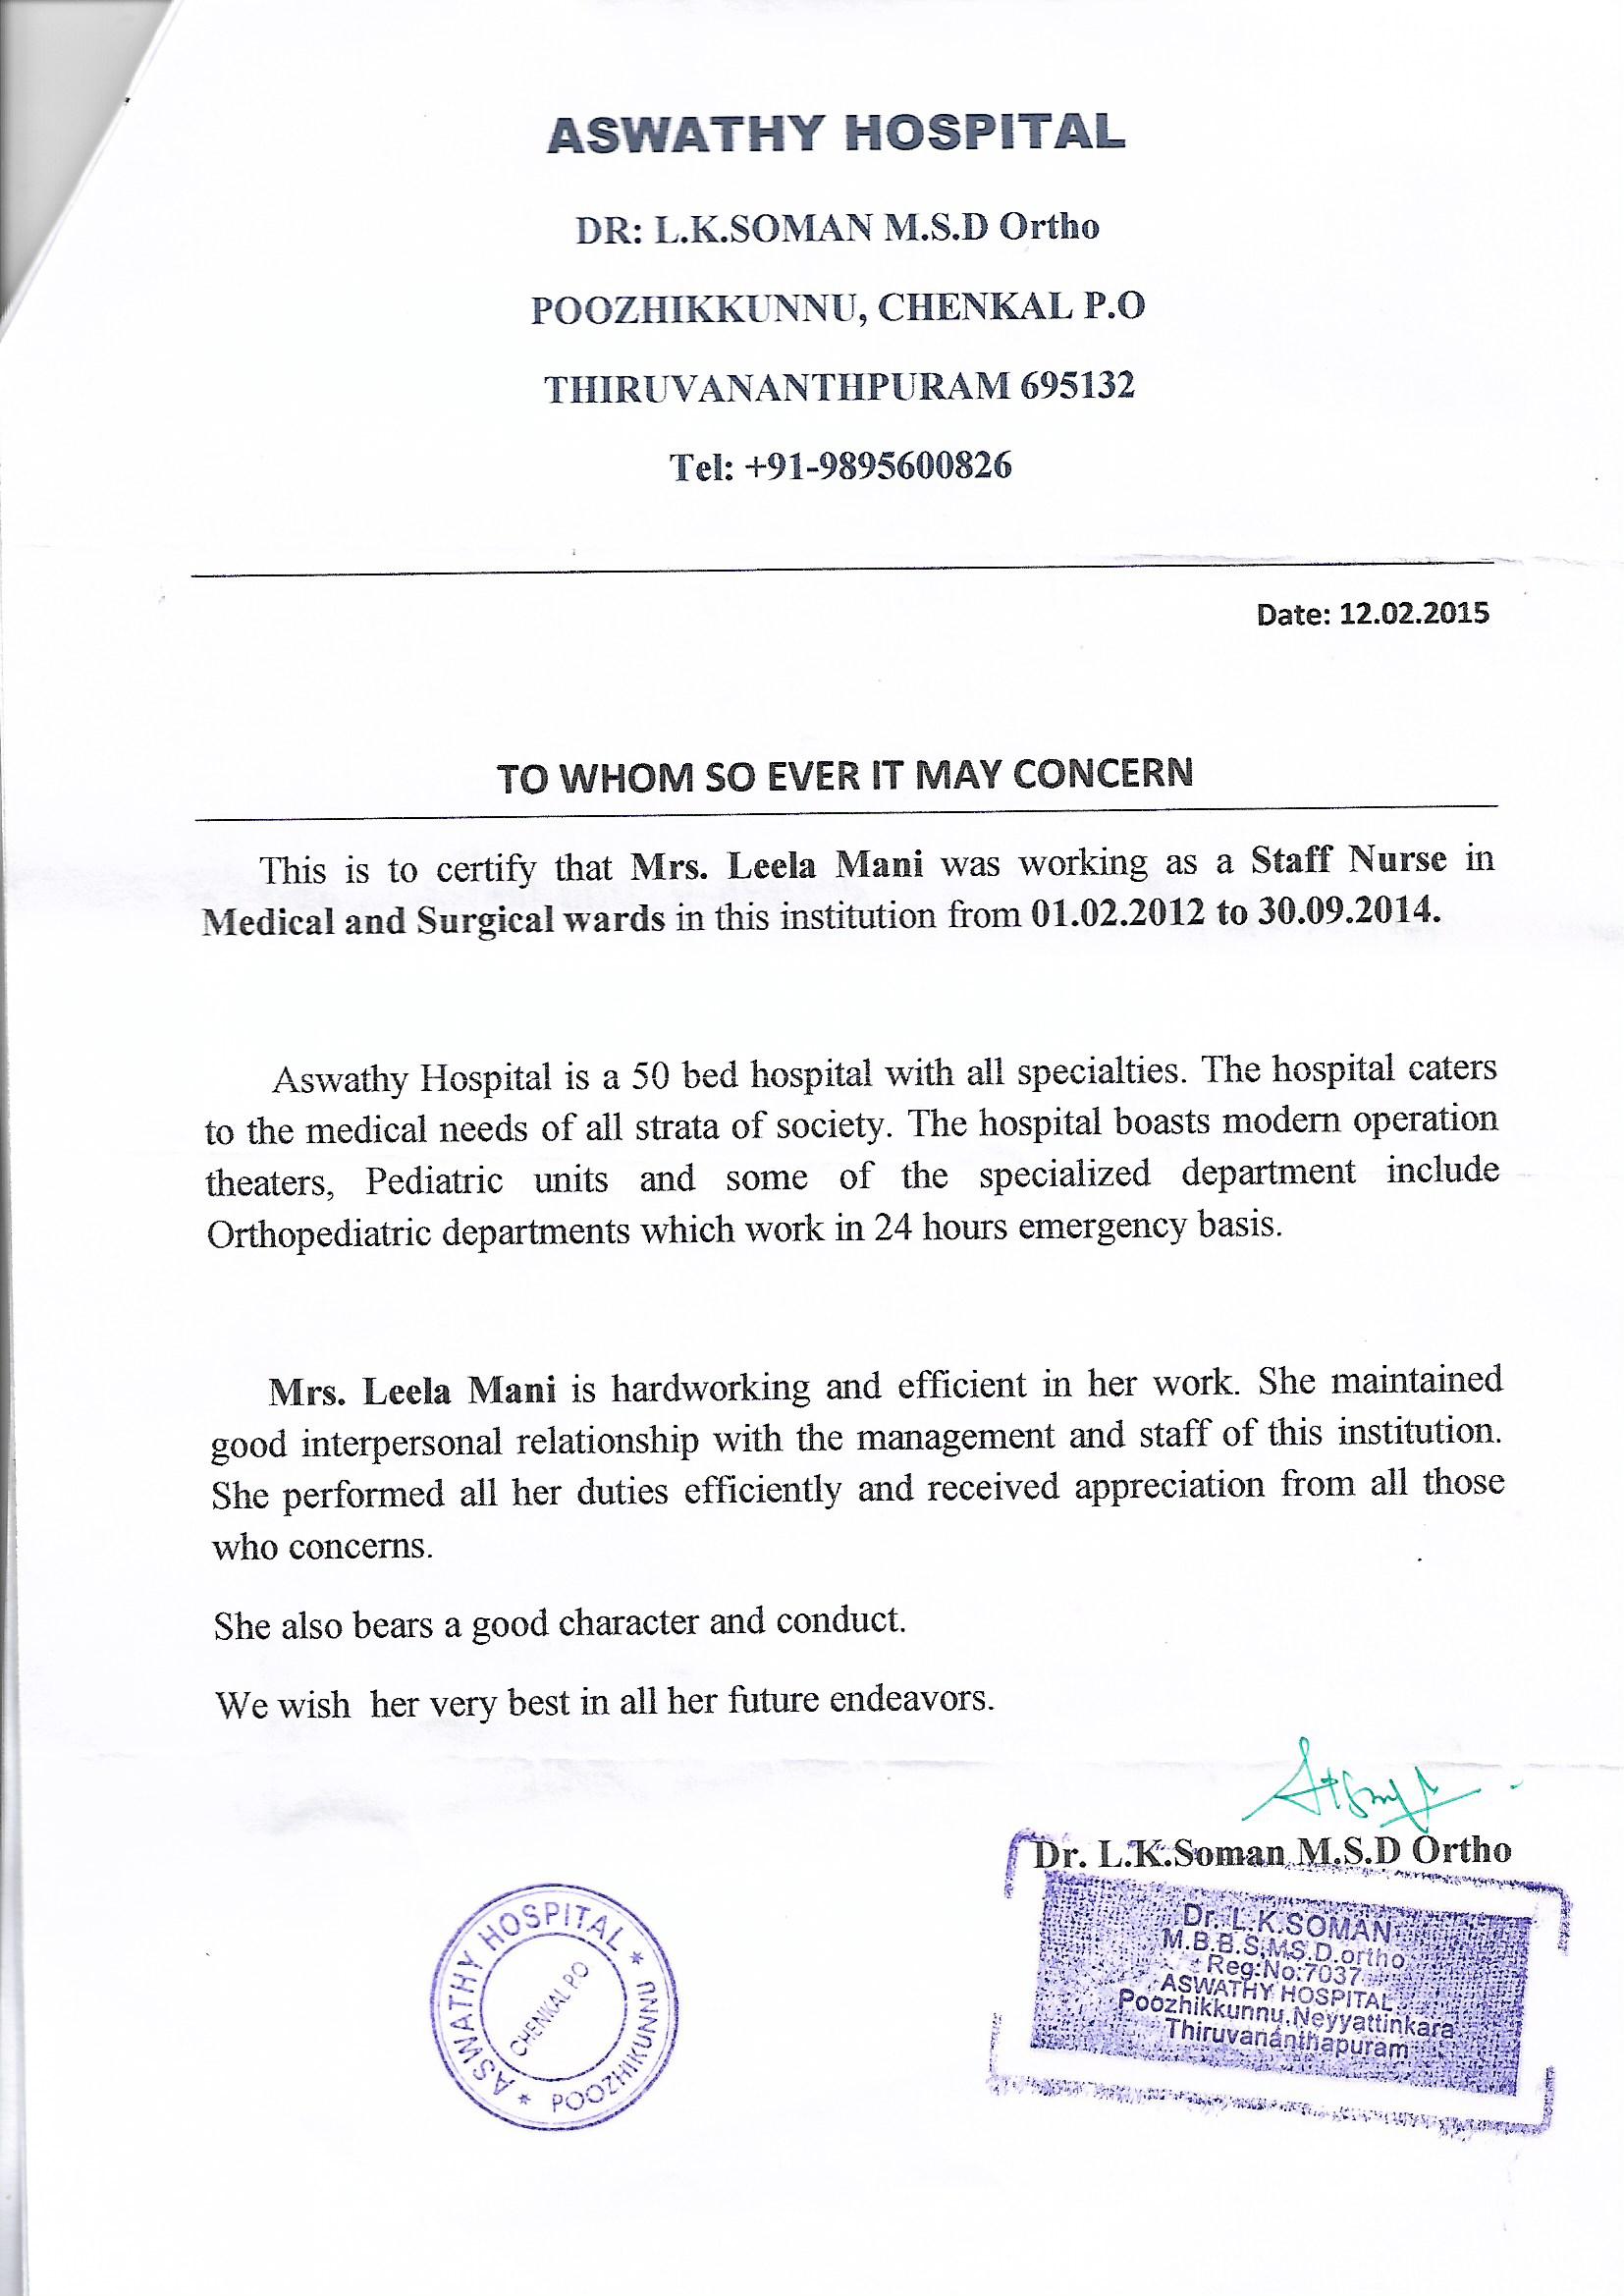 ASWATHY HOSPITAL
DR: L.K.SOMAN M.S.D Ortho
POOZHIKKUNNU, CHENKAL P.O
THIRUVANANTHPURAM 695132
Tel: +91-9895600826
Date: 12.02.2015
TO WHOM SO EVER IT MAY CONCERN
This is to certify that Mrs. Leela Mani was working as a Staff Nurse in
Medical and Surgical wards in this institution from 01.02.2012 to 30.09.2014.
Aswathy Hospital is a 50 bed hospital with all specialties. The hospital caters
to the medical needs of all strata of society. The hospital boasts modern operation
theaters, Pediatric units and some of the specialized department include
Orthopediatric departments which work in 24 hours emergency basis.
Mrs. Leela Mani is hardworking and efficient in her work. She maintained
good interpersonal relationship with the management and staff of this institution.
She performed all her duties efficiently and received appreciation from all those
who concerns.
She also bears a good character and conduct.
We wish her very best in all her future endeavors.
Dr. L.K.Soman M.S.D Ortho
Dr. L.K.SOMAN
M.B.B.S,MS.D.ortho
Reg:No:7037
ASWATHY HOSPITAL
Poozhikkunnu,Neyyattinkara
Thiruvananthapuram
ASWATHY HOSPITAL *
POOZHIKUNNU *
CHENKAL P.O